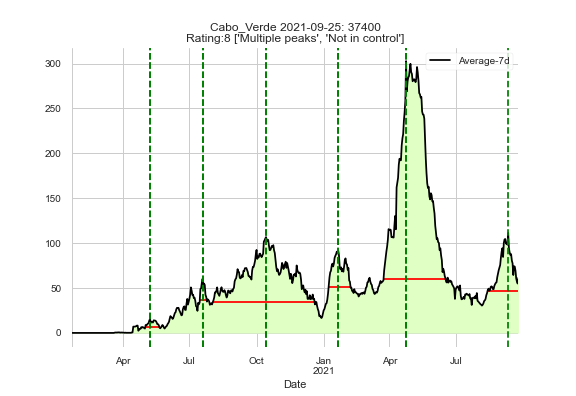 Cabo_Verde 2021-09-25: 37400
Rating:8 ['Multiple peaks', 'Not in control']
Average-7d
300
250
200
150
100
50
0
Apr Jul Oct Jan Apr Jul
2021
Date